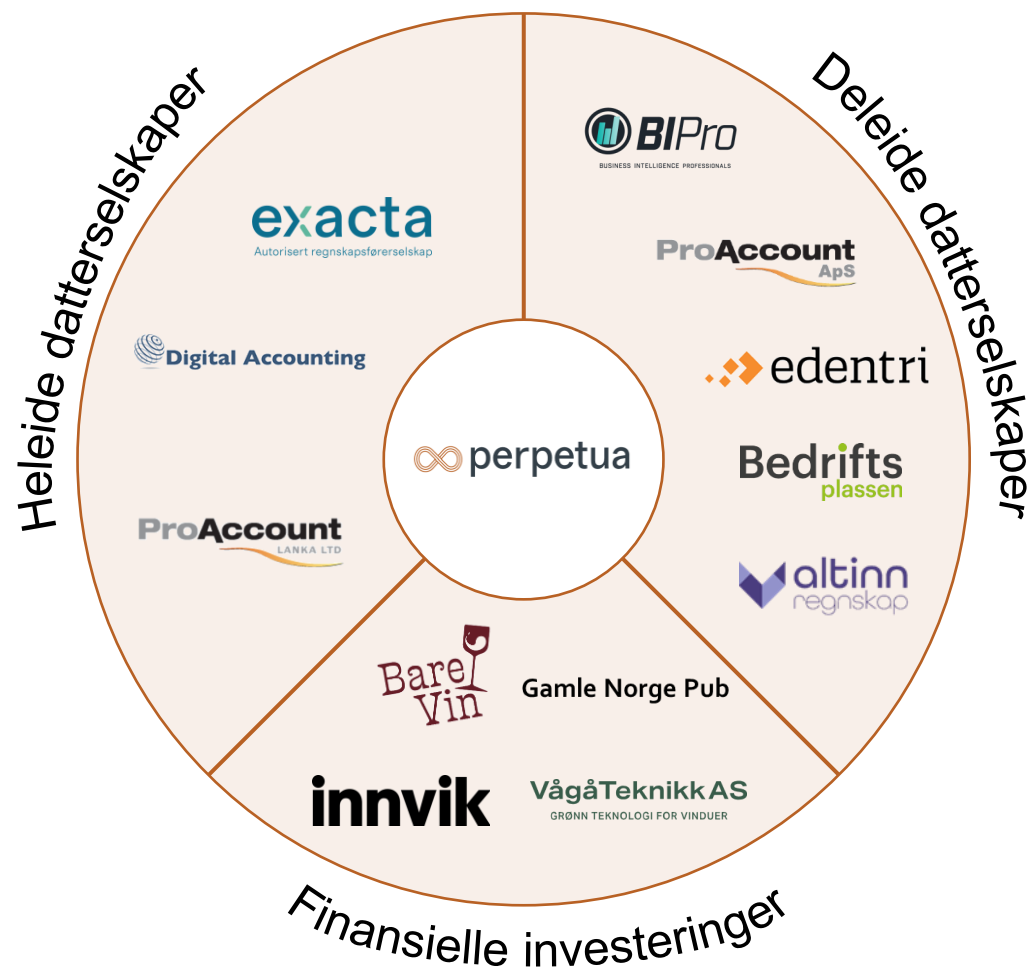 Heleide datterselskaper
exacta
Autorisert regnskapsførerselskap
Digital Accounting
ProAccount
LANKA LTD
Deleide datterselskaper
BIPro
BUSINESS INTELLIGENCE PROFESSIONALS
ProAccount
ApS
edentri
Bedrifts
plassen
altinn
regnskap
perpetua
Bare
Vin
Gamle Norge Pub
innvik
VågåTeknikk AS
GRØNN TEKNOLOGI FOR VINDUER
Finansielle investeringer